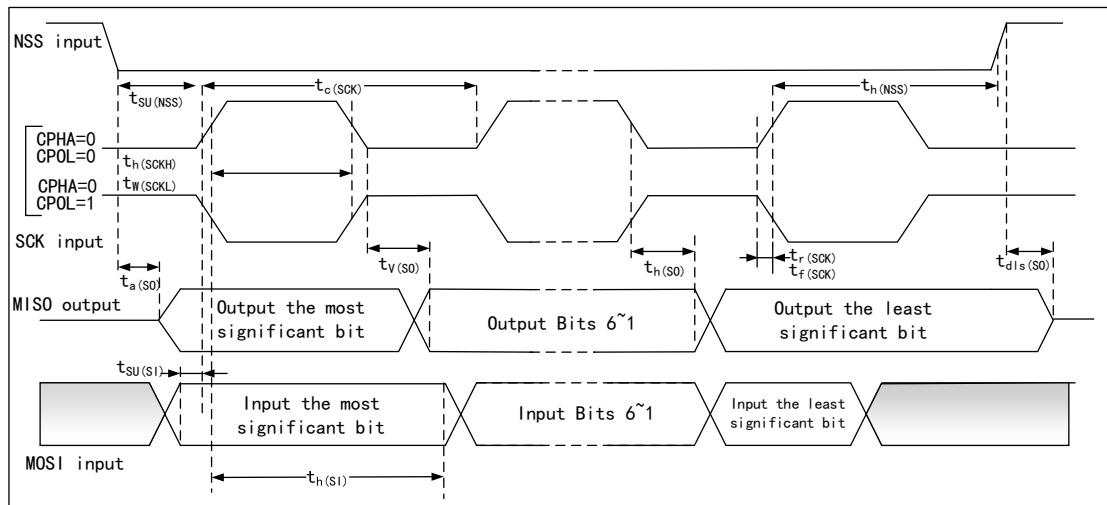 NSS input
tSU(NSS)
tc(SCK)
th(NSS)
CPHA=0
CPOL=0
th(SCKH)
CPHA=0
CPOL=1
tW(SCKL)
SCK input
ta(SO)
tV(SO)
th(SO)
tr(SCK)
tf(SCK)
tdls(SO)
MISO output
Output the most
significant bit
Output Bits 6~1
Output the least
significant bit
tSU(SI)
Input the most
significant bit
Input Bits 6~1
Input the least
significant bit
MOSI input
th(SI)